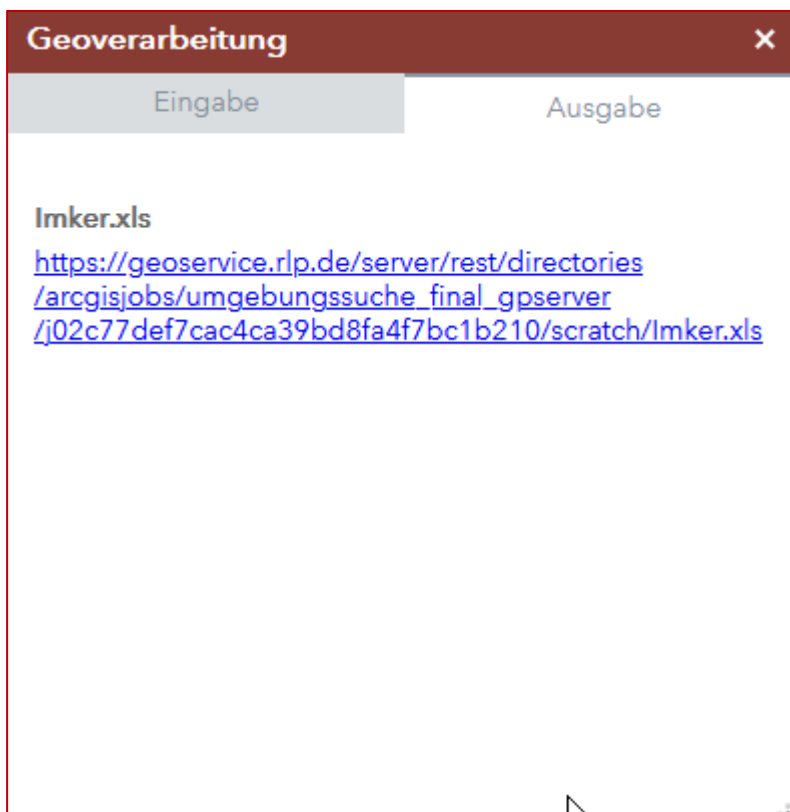 Geoverarbeitung ×
Eingabe Ausgabe
Imker.xls
https://geoservice.rlp.de/server/rest/directories
/arcgisjobs/umgebungssuche_final_gpserver
/j02c77def7cac4ca39bd8fa4f7bc1b210/scratch/Imker.xls